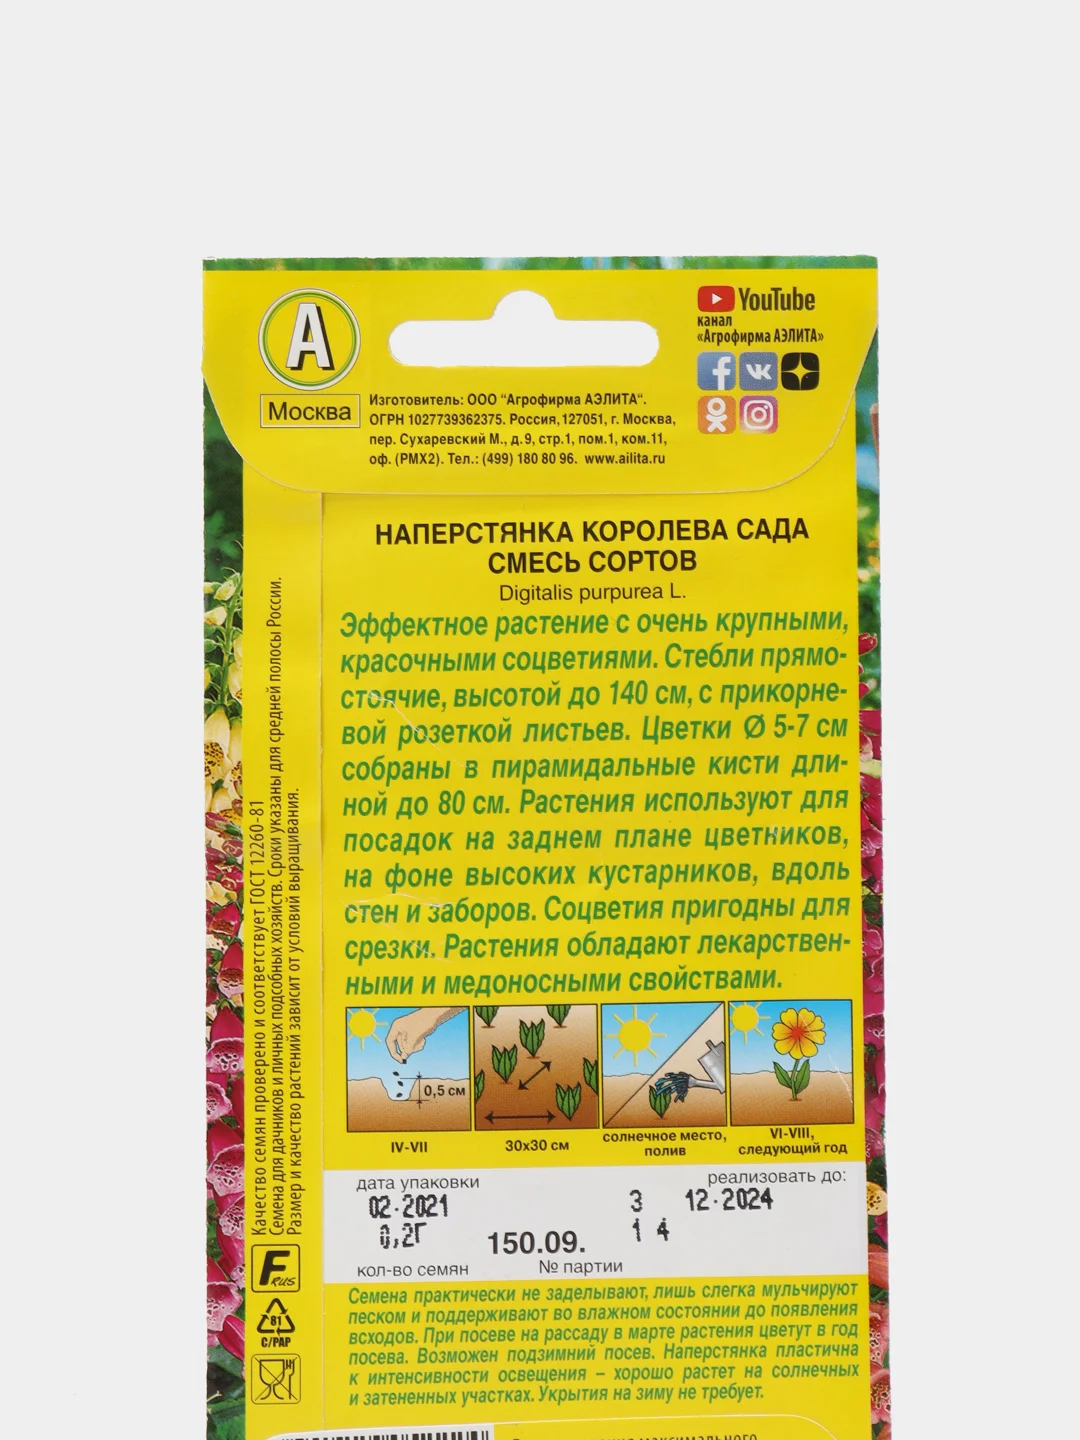 А
Москва
YouTube
канал
«Агрофирма АЭЛИТА»
Изготовитель: ООО "Агрофирма АЭЛИТА".
ОГРН 1027739362375. Россия,127051, г. Москва,
пер. Сухаревский М., д.9, стр.1, пом.1, ком.11,
оф. (РМХ2). Тел.: (499) 180 80 96. www.ailita.ru
НАПЕРСТЯНКА КОРОЛЕВА САДА
СМЕСЬ СОРТОВ
Digitalis purpurea L.
Эффектное растение с очень крупными,
красочными соцветиями. Стебли прямо-
стоячие, высотой до 140 см, с прикорне-
вой розеткой листьев. Цветки Ø 5-7 см
собраны в пирамидальные кисти дли-
ной до 80 см. Растения используют для
посадок на заднем плане цветников,
на фоне высоких кустарников, вдоль
стен и заборов. Соцветия пригодны для
срезки. Растения обладают лекарствен-
ными и медоносными свойствами.
0,5 см
IV-VII
30х30 см
солнечное место,
полив
VI-VIII,
следующий год
дата упаковки
реализовать до:
02·2021
3
12·2024
0,2Г
150.09.
1 4
кол-во семян
№ партии
Семена практически не заделывают, лишь слегка мульчируют
песком и поддерживают во влажном состоянии до появления
всходов. При посеве на рассаду в марте растения цветут в год
посева. Возможен подзимний посев. Наперстянка пластична
к интенсивности освещения – хорошо растет на солнечных
и затененных участках. Укрытия на зиму не требует.
Качество семян проверено и соответствует ГОСТ 12260-81
Семена для дачников и личных подсобных хозяйств. Сроки указаны для средней полосы России.
Размер и качество растений зависит от условий выращивания.
F RUS
81
C/PAP